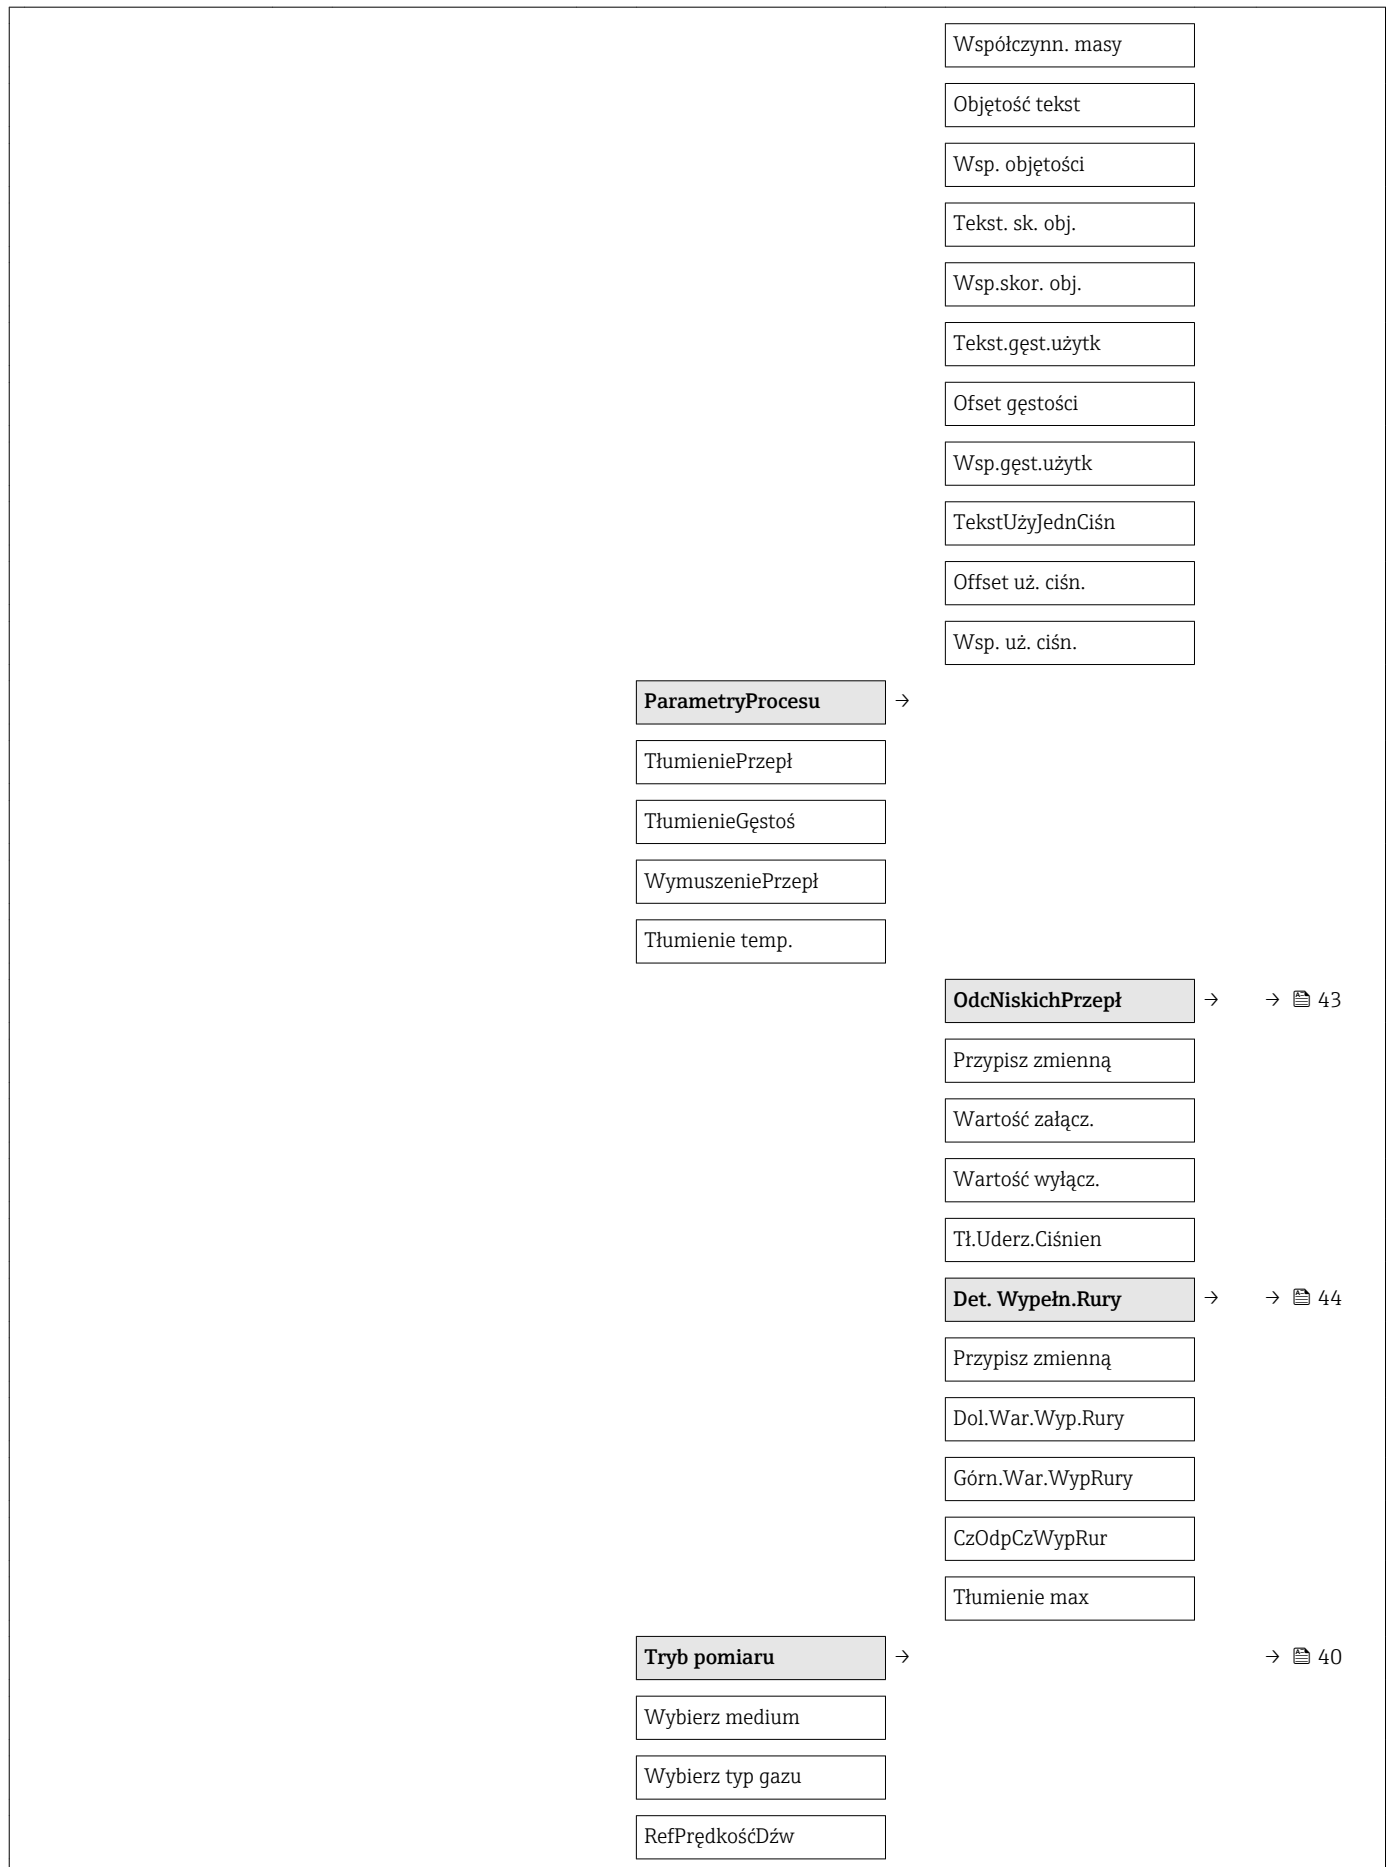 Współczynn. masy
Objętość tekst
Wsp. objętości
Tekst. sk. obj.
Wsp.skor. obj.
Tekst.gęst.użytk
Ofset gęstości
Wsp.gęst.użytk
TekstUżyJednCiśn
Offset uż. ciśn.
Wsp. uż. ciśn.
ParametryProcesu →
TłumieniePrzepł
TłumienieGęstoś
WymuszeniePrzepł
Tłumienie temp.
OdcNiskichPrzepł → → 43
Przypisz zmienną
Wartość załącz.
Wartość wyłącz.
Tł.Uderz.Ciśnien
Det. Wypełn.Rury → → 44
Przypisz zmienną
Dol.War.Wyp.Rury
Górn.War.WypRury
CzOdpCzWypRur
Tłumienie max
Tryb pomiaru → → 40
Wybierz medium
Wybierz typ gazu
RefPrędkośćDźw